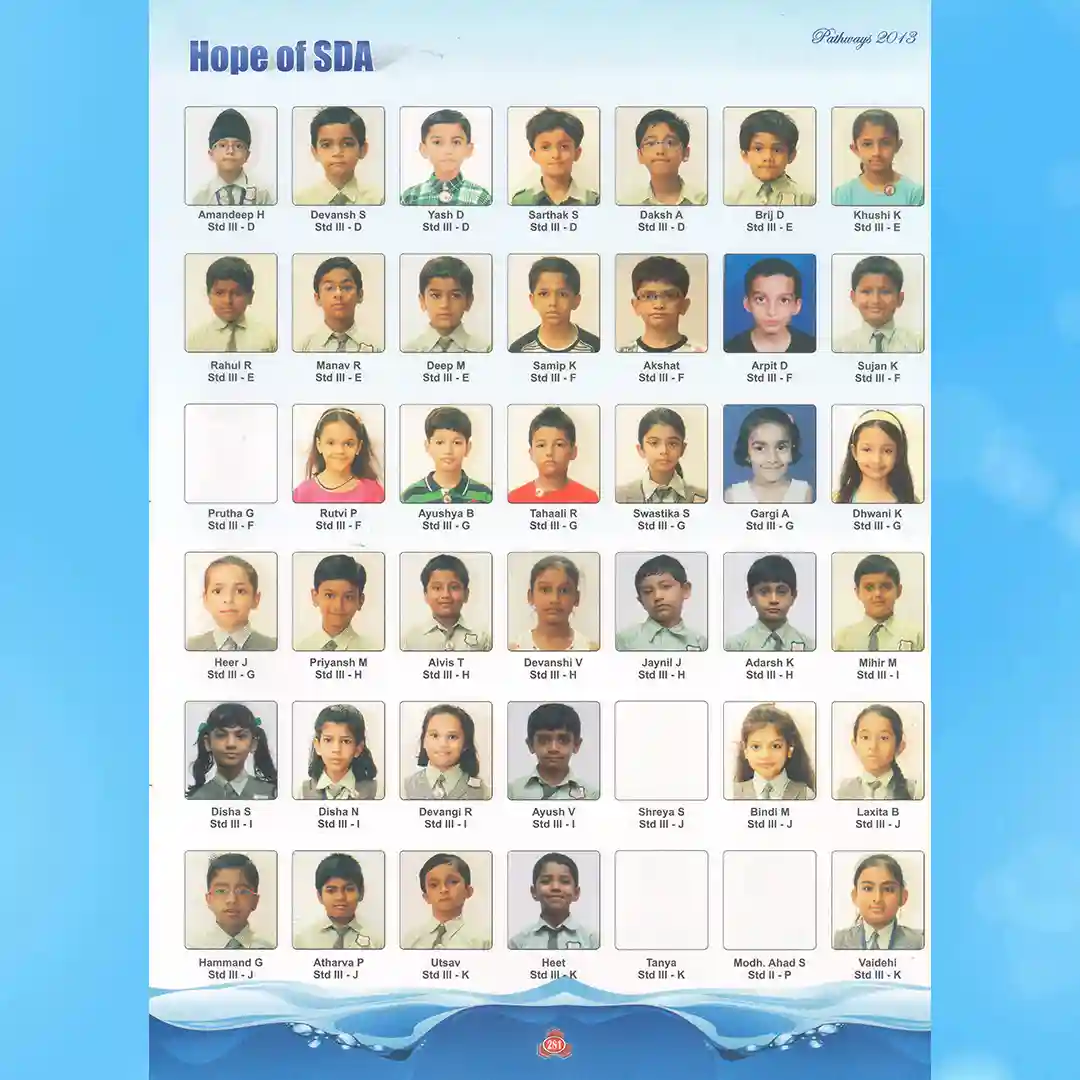 Pathways 2013
Hope of SDA
Amandeep H Devansh S Yash D Sarthak S Daksh A Brij D Khushi K
Std III - D Std III - D Std III - D Std III - D Std III - D Std III - E Std III - E
Rahul R Manav R Deep M Samip K Akshat Arpit D Sujan K
Std III - E Std III - E Std III - E Std III - F Std III - F Std III - F Std III - F
Prutha G Rutvi P Ayushya B Tahaali R Swastika S Gargi A Dhwani K
Std III - F Std III - F Std III - G Std III - G Std III - G Std III - G Std III - G
Heer J Priyansh M Alvis T Devanshi V Jaynil J Adarsh K Mihir M
Std III - G Std III - H Std III - H Std III - H Std III - H Std III - H Std III - I
Disha S Disha N Devangi R Ayush V Shreya S Bindi M Laxita B
Std III - I Std III - I Std III - I Std III - I Std III - J Std III - J Std III - J
Hammand G Atharva P Utsav Heet Tanya Modh. Ahad S Vaidehi
Std III - J Std III - J Std III - K Std III - K Std III - K Std II - P Std III - K
281